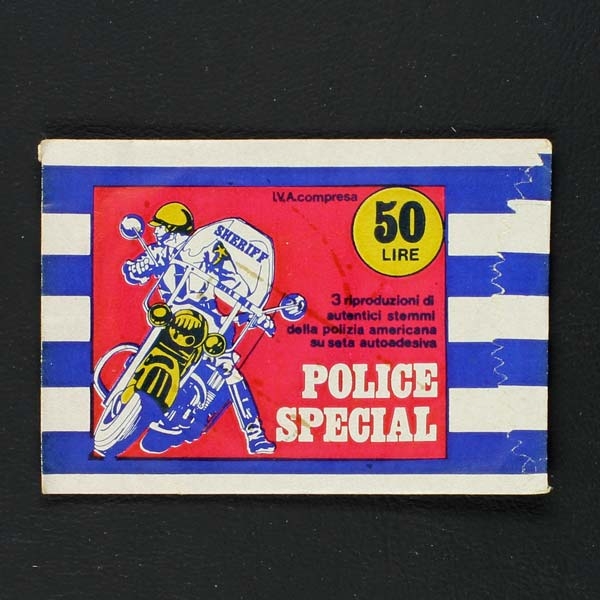 I.V.A.compresa
50
LIRE
SHERIFF
3 riproduzioni di
autentici stemmi
della polizia americana
su seta autoadesiva
POLICE
SPECIAL